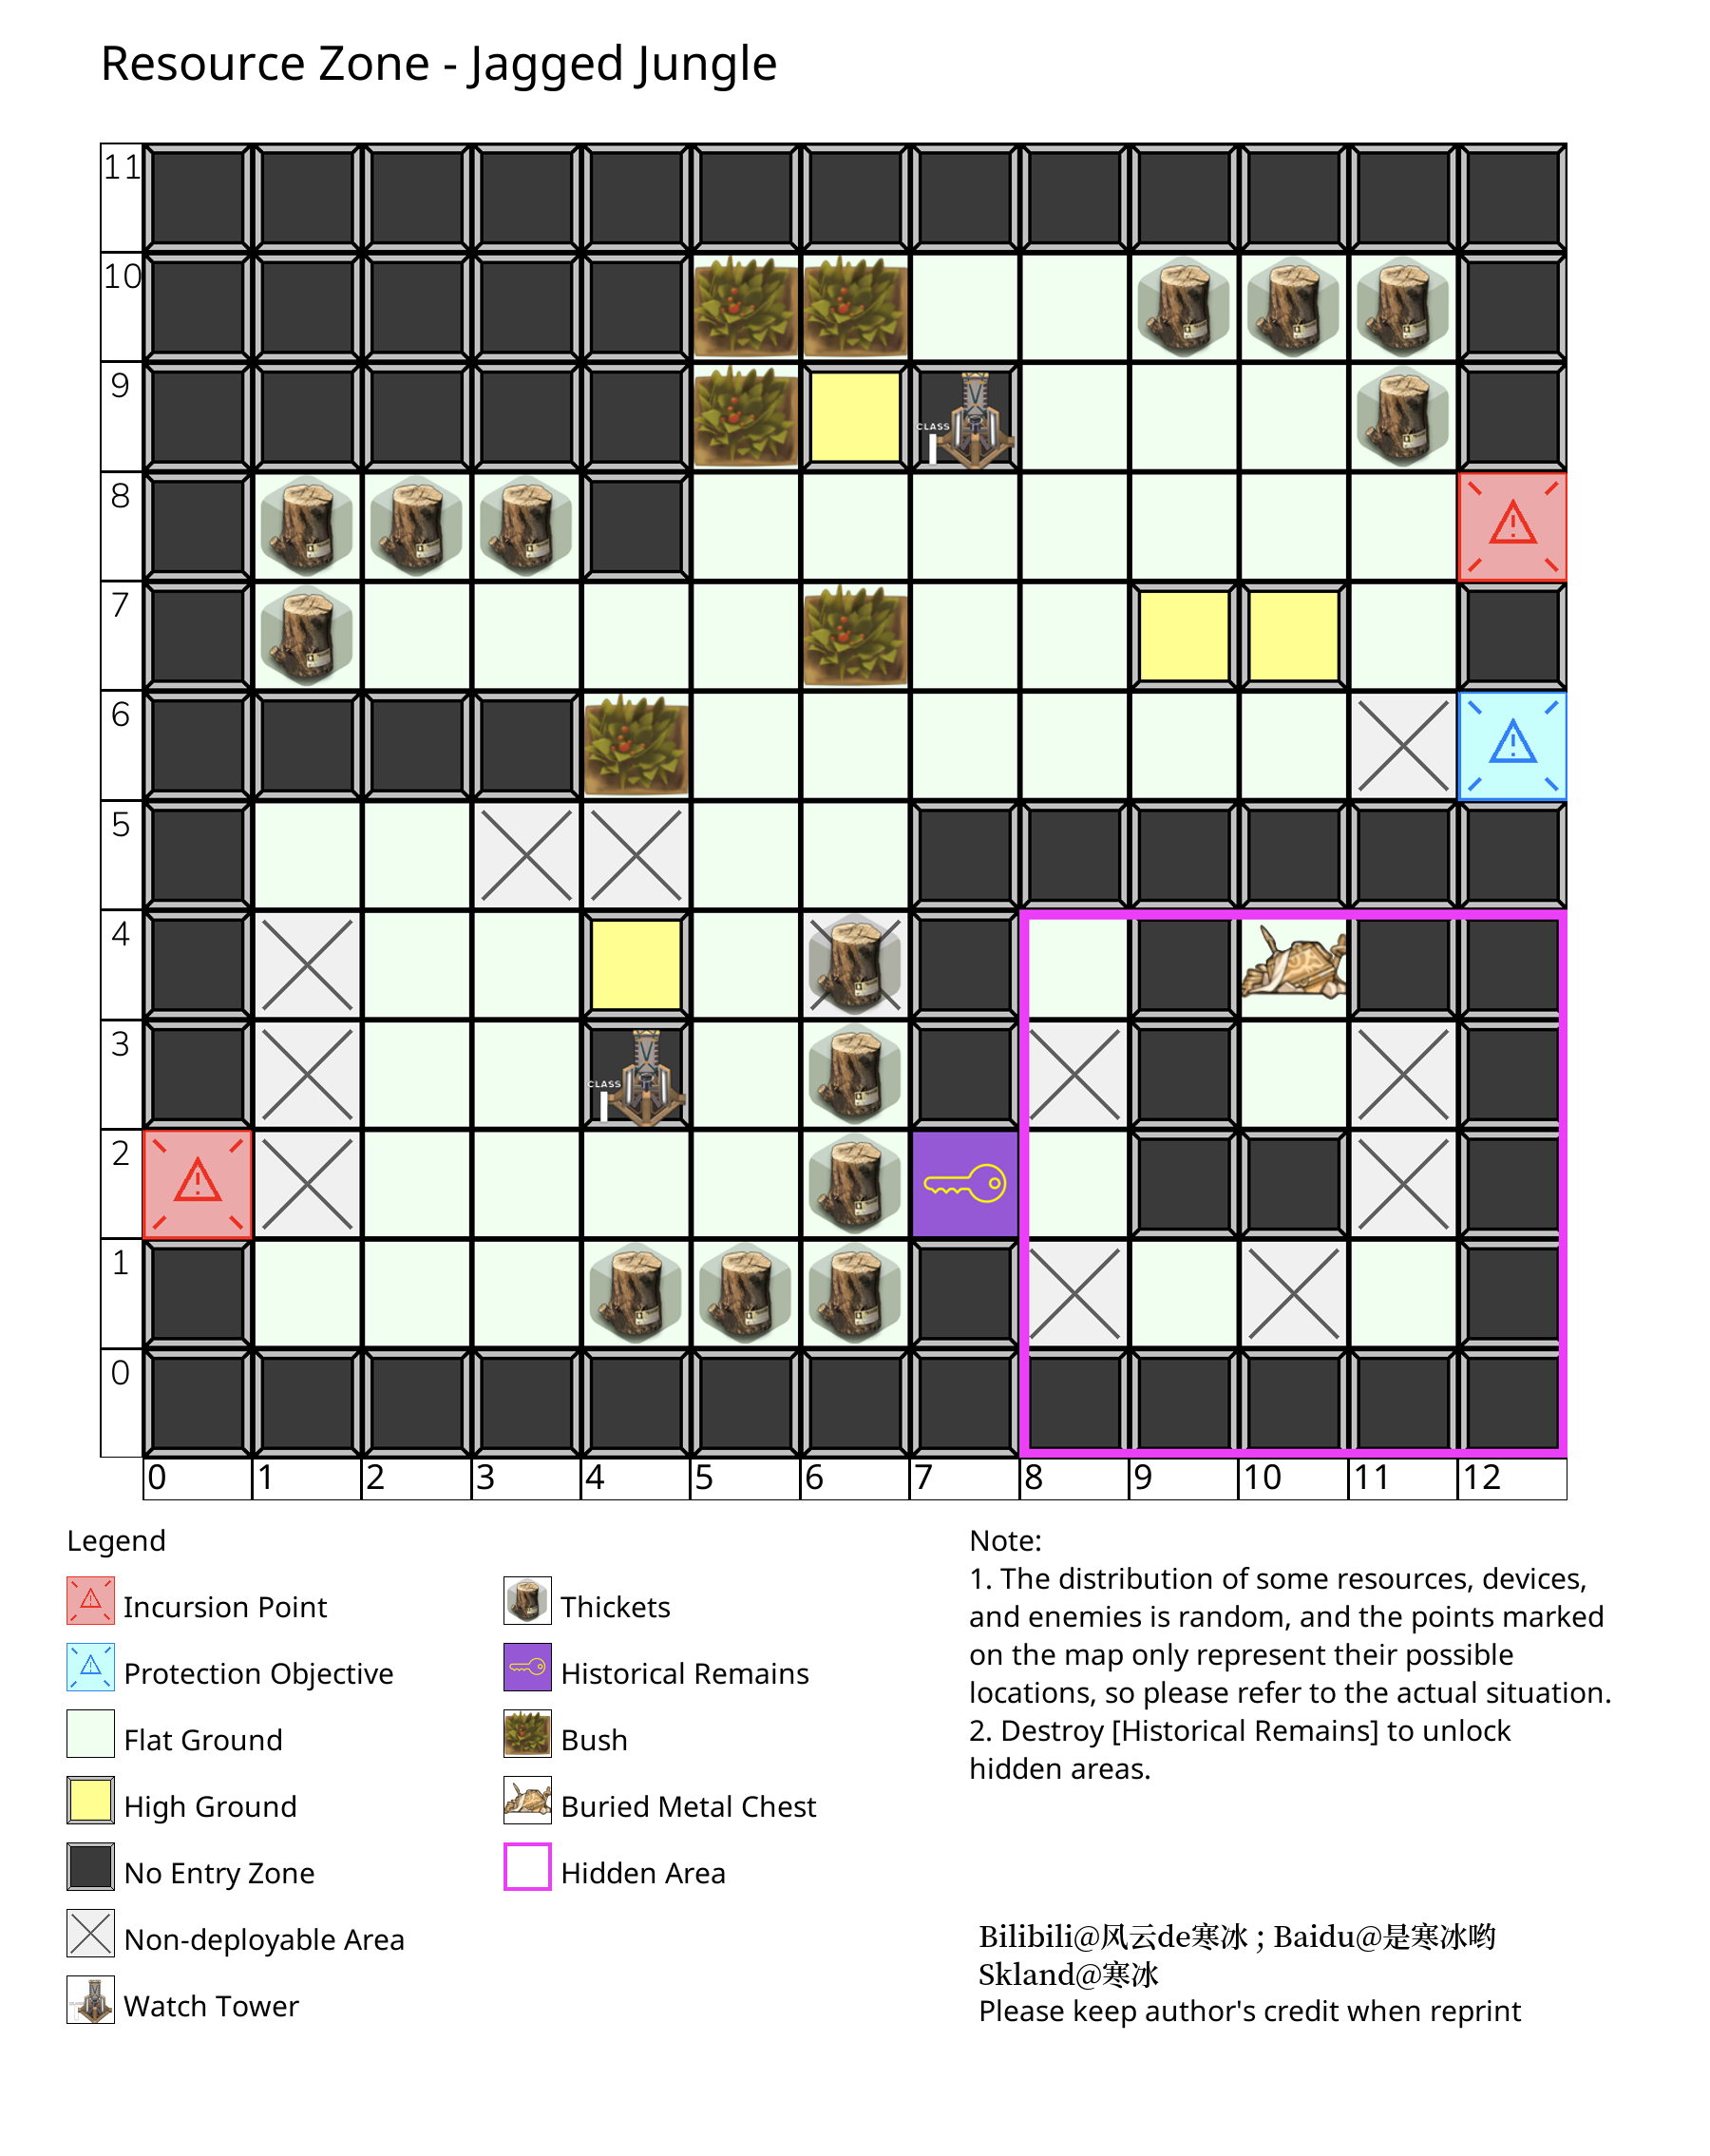 Resource Zone - Jagged Jungle
11
10
9
CLASS
8
7
6
5
4
3
CLASS
2
1
0
0 1 2 3 4 5 6 7 8 9 10 11 12
Legend
Incursion Point
Protection Objective
Flat Ground
High Ground
No Entry Zone
Non-deployable Area
Watch Tower
Thickets
Historical Remains
Bush
Buried Metal Chest
Hidden Area
Note:
1. The distribution of some resources, devices,
and enemies is random, and the points marked
on the map only represent their possible
locations, so please refer to the actual situation.
2. Destroy [Historical Remains] to unlock
hidden areas.
Bilibili@风云de寒冰 ; Baidu@是寒冰哟
Skland@寒冰
Please keep author's credit when reprint